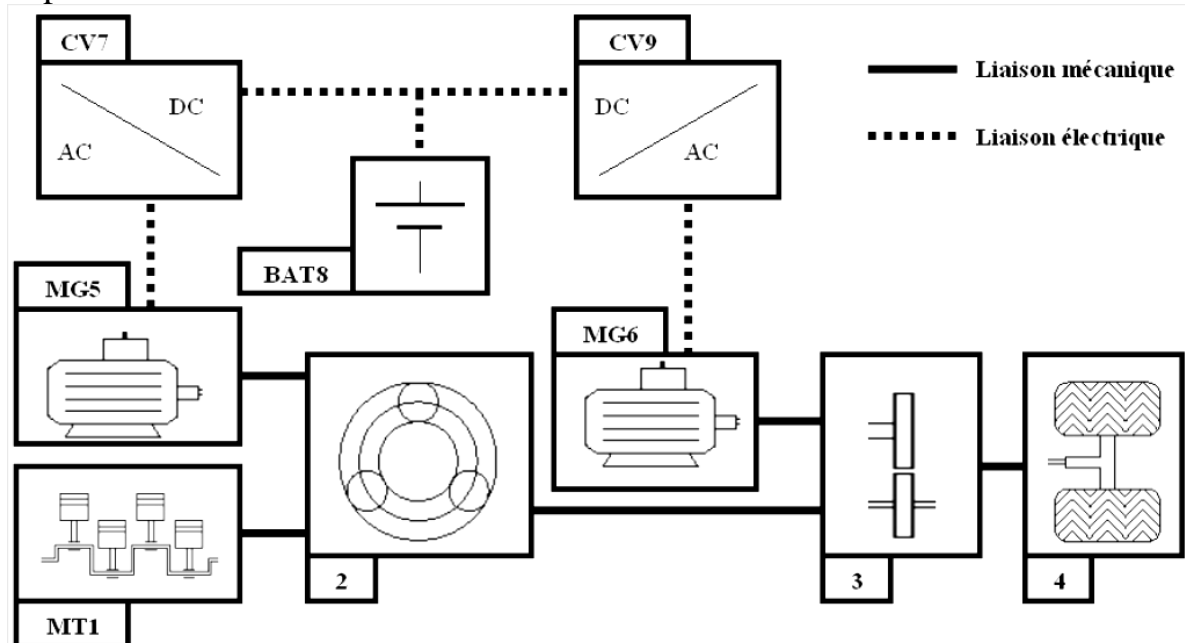 CV7
CV9
DC
AC
DC
AC
Liaison mécanique
Liaison électrique
BAT8
MG5
MG6
2
3
4
MT1